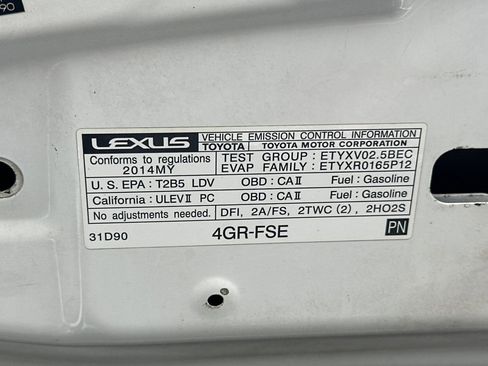 90
LEXUS VEHICLE EMISSION CONTROL INFORMATION
TOYOTA TOYOTA MOTOR CORPORATION
Conforms to regulations TEST GROUP : ETYXV02.5BEC
2014MY EVAP FAMILY : ETYXR0165P12
U.S. EPA : T2B5 LDV OBD : CAⅡ Fuel : Gasoline
California : ULEVⅡ PC OBD : CAⅡ Fuel : Gasoline
No adjustments needed. DFI, 2A/FS, 2TWC (2), 2HO2S
31D90 4GR-FSE PN